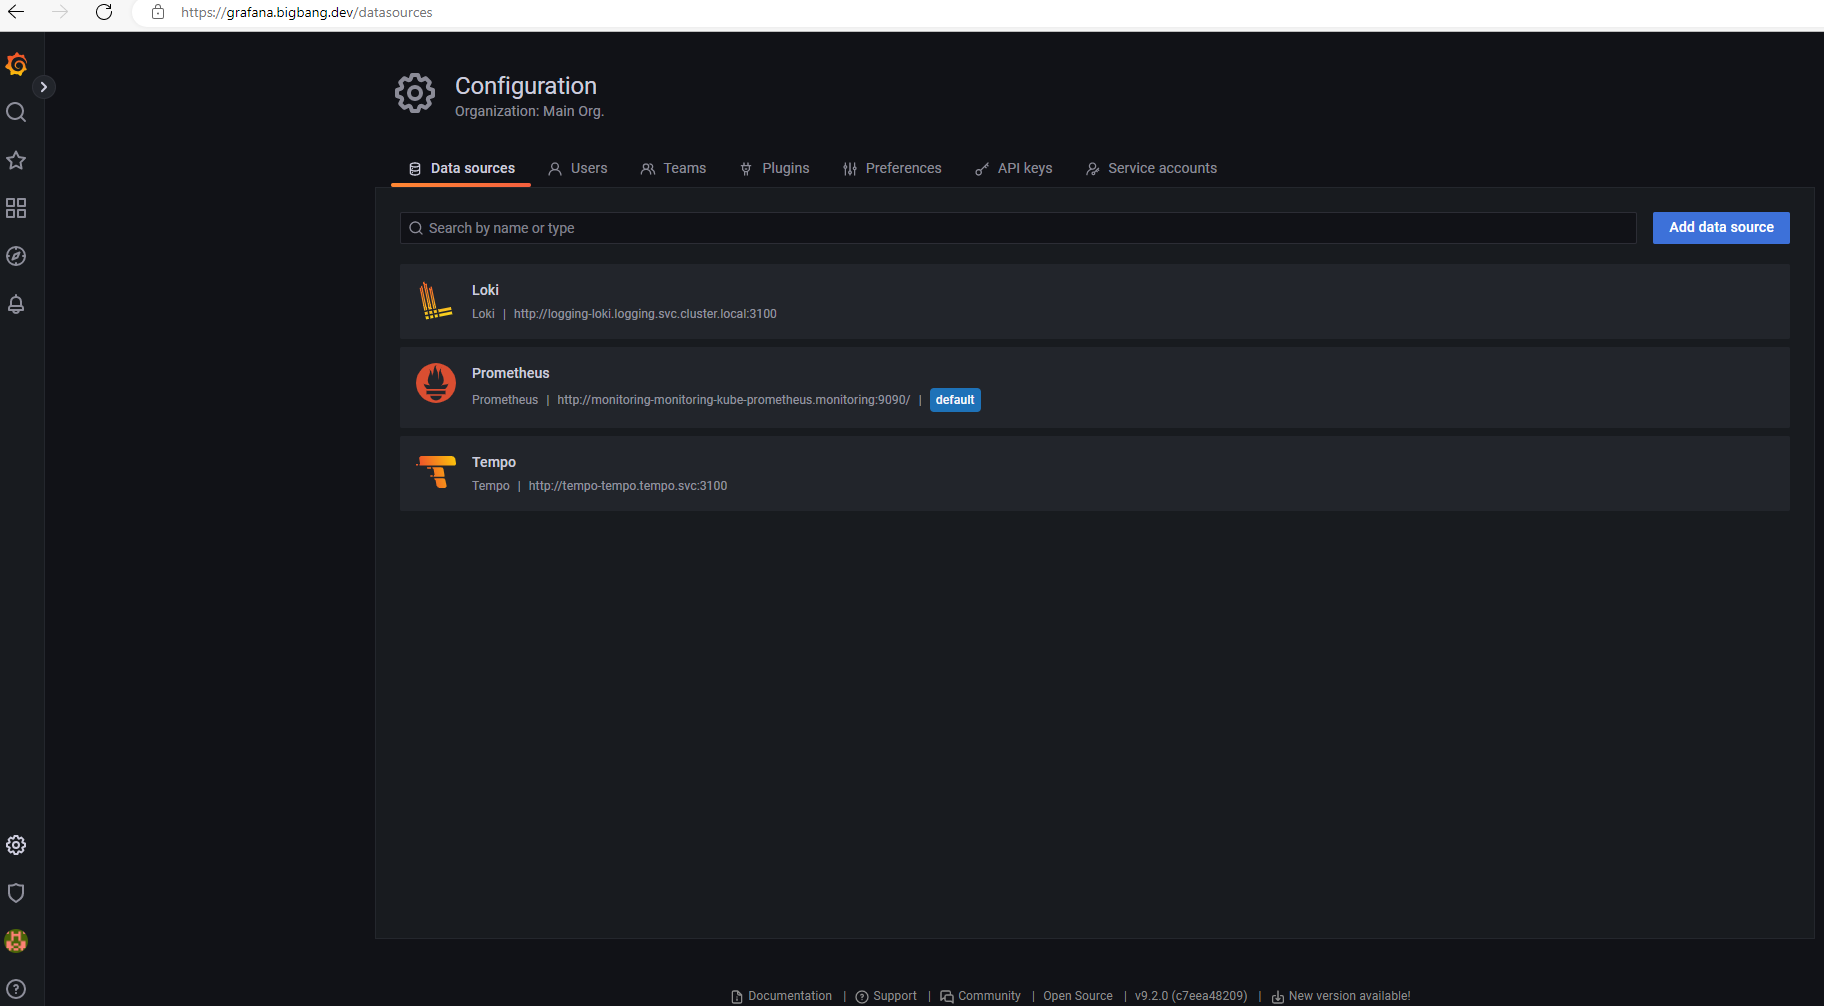 https://grafana.bigbang.dev/datasources
Configuration
Organization: Main Org.
Data sources Users Teams Plugins Preferences API keys Service accounts
Search by name or type Add data source
Loki
Loki | http://logging-loki.logging.svc.cluster.local:3100
Prometheus
Prometheus | http://monitoring-monitoring-kube-prometheus.monitoring:9090/ | default
Tempo
Tempo | http://tempo-tempo.tempo.svc:3100
Documentation | Support | Community | Open Source | v9.2.0 (c7eea48209) | New version available!